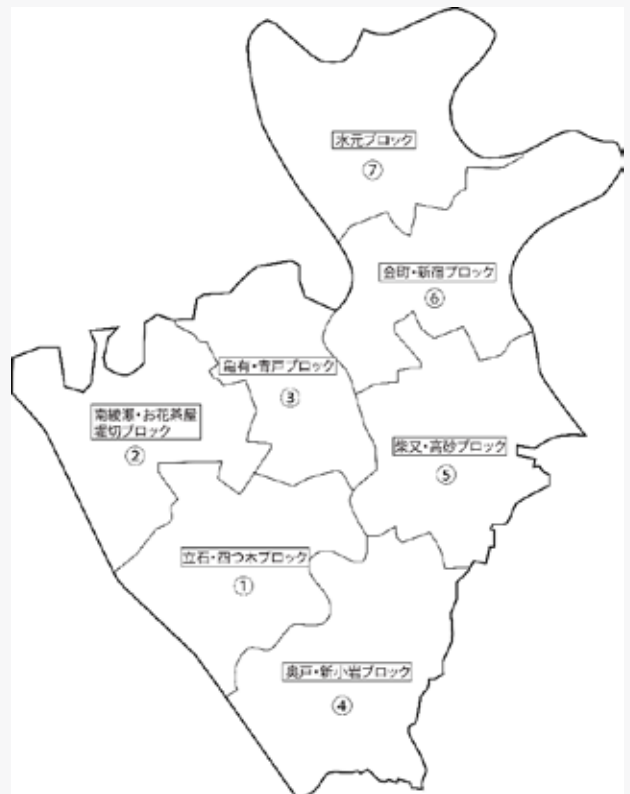 水元ブロック
⑦
金町・新宿ブロック
⑥
亀有・青戸ブロック
③
南綾瀬・お花茶屋
堀切ブロック
②
柴又・高砂ブロック
⑤
立石・四つ木ブロック
①
奥戸・新小岩ブロック
④